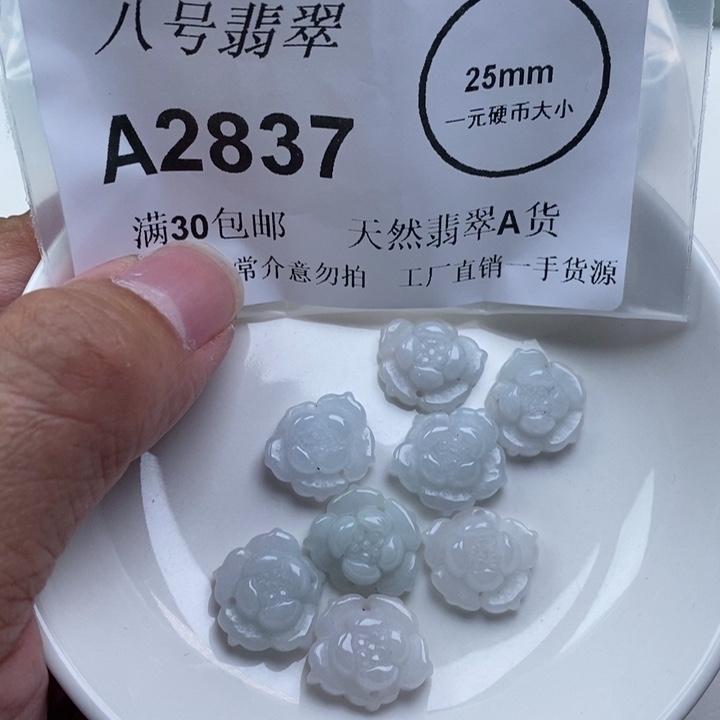 八号翡翠
25mm
一元硬币大小
A2837
满30包邮 天然翡翠A货
常介意勿拍 工厂直销一手货源